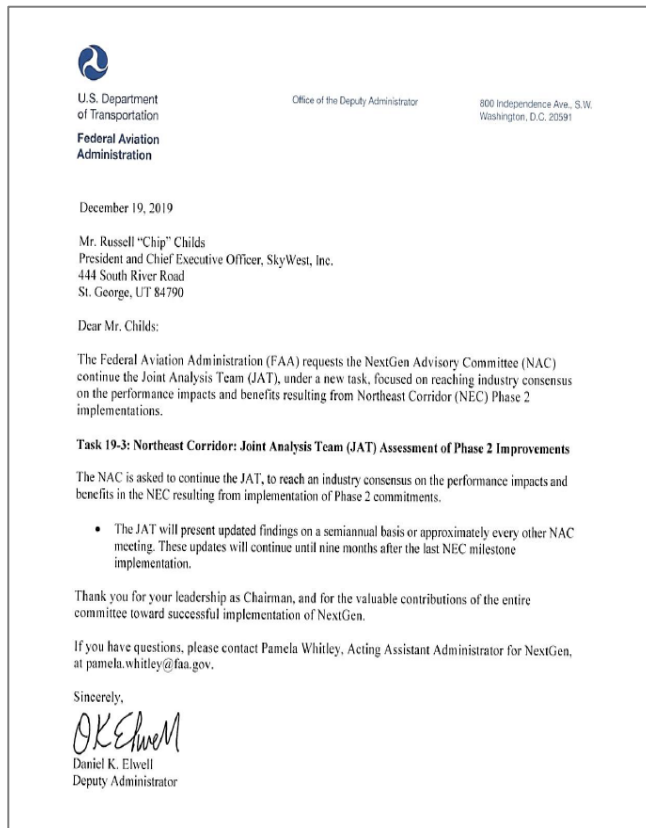 U.S. Department
of Transportation
Federal Aviation
Administration
Office of the Deputy Administrator
800 Independence Ave., S.W.
Washington, D.C. 20591
December 19, 2019
Mr. Russell “Chip” Childs
President and Chief Executive Officer, SkyWest, Inc.
444 South River Road
St. George, UT 84790
Dear Mr. Childs:
The Federal Aviation Administration (FAA) requests the NextGen Advisory Committee (NAC)
continue the Joint Analysis Team (JAT), under a new task, focused on reaching industry consensus
on the performance impacts and benefits resulting from Northeast Corridor (NEC) Phase 2
implementations.
Task 19-3: Northeast Corridor: Joint Analysis Team (JAT) Assessment of Phase 2 Improvements
The NAC is asked to continue the JAT, to reach an industry consensus on the performance impacts and
benefits in the NEC resulting from implementation of Phase 2 commitments.
• The JAT will present updated findings on a semiannual basis or approximately every other NAC
meeting. These updates will continue until nine months after the last NEC milestone
implementation.
Thank you for your leadership as Chairman, and for the valuable contributions of the entire
committee toward successful implementation of NextGen.
If you have questions, please contact Pamela Whitley, Acting Assistant Administrator for NextGen,
at pamela.whitley@faa.gov.
Sincerely,
DKElwell
Daniel K. Elwell
Deputy Administrator